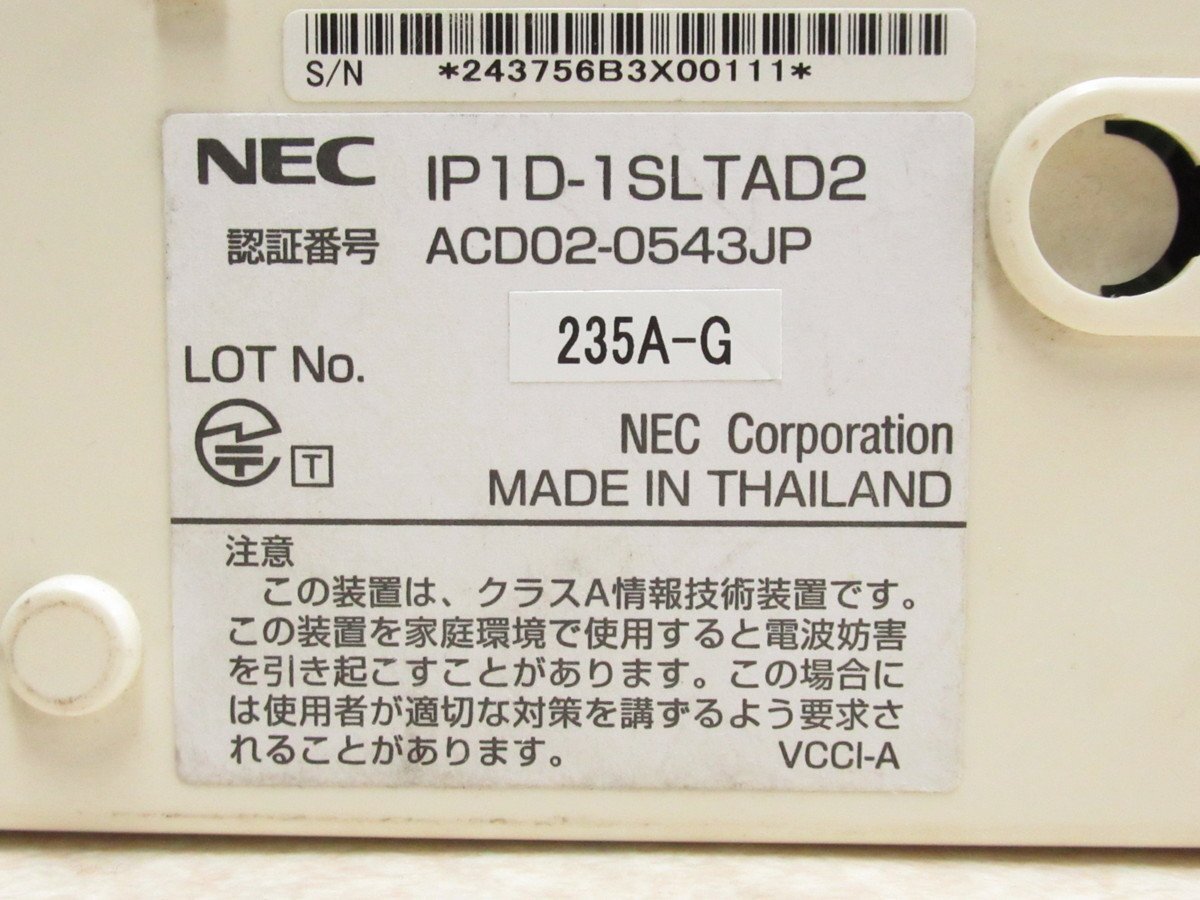 S/N *243756B3X00111*
NEC IP1D-1SLTAD2
認証番号 ACD02-0543JP
235A-G
LOT No.
T
NEC Corporation
MADE IN THAILAND
注意
この装置は、クラスA情報技術装置です。
この装置を家庭環境で使用すると電波妨害
を引き起こすことがあります。この場合に
は使用者が適切な対策を講ずるよう要求さ
れることがあります。 VCCI-A